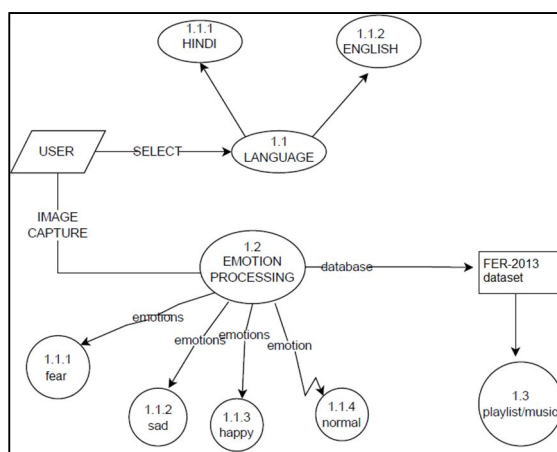 1.1.1
HINDI
1.1.2
ENGLISH
USER
SELECT
1.1
LANGUAGE
IMAGE
CAPTURE
1.2
EMOTION
PROCESSING
database
FER-2013
dataset
emotions
emotions
emotions
emotion
1.1.1
fear
1.1.2
sad
1.1.3
happy
1.1.4
normal
1.3
playlist/music